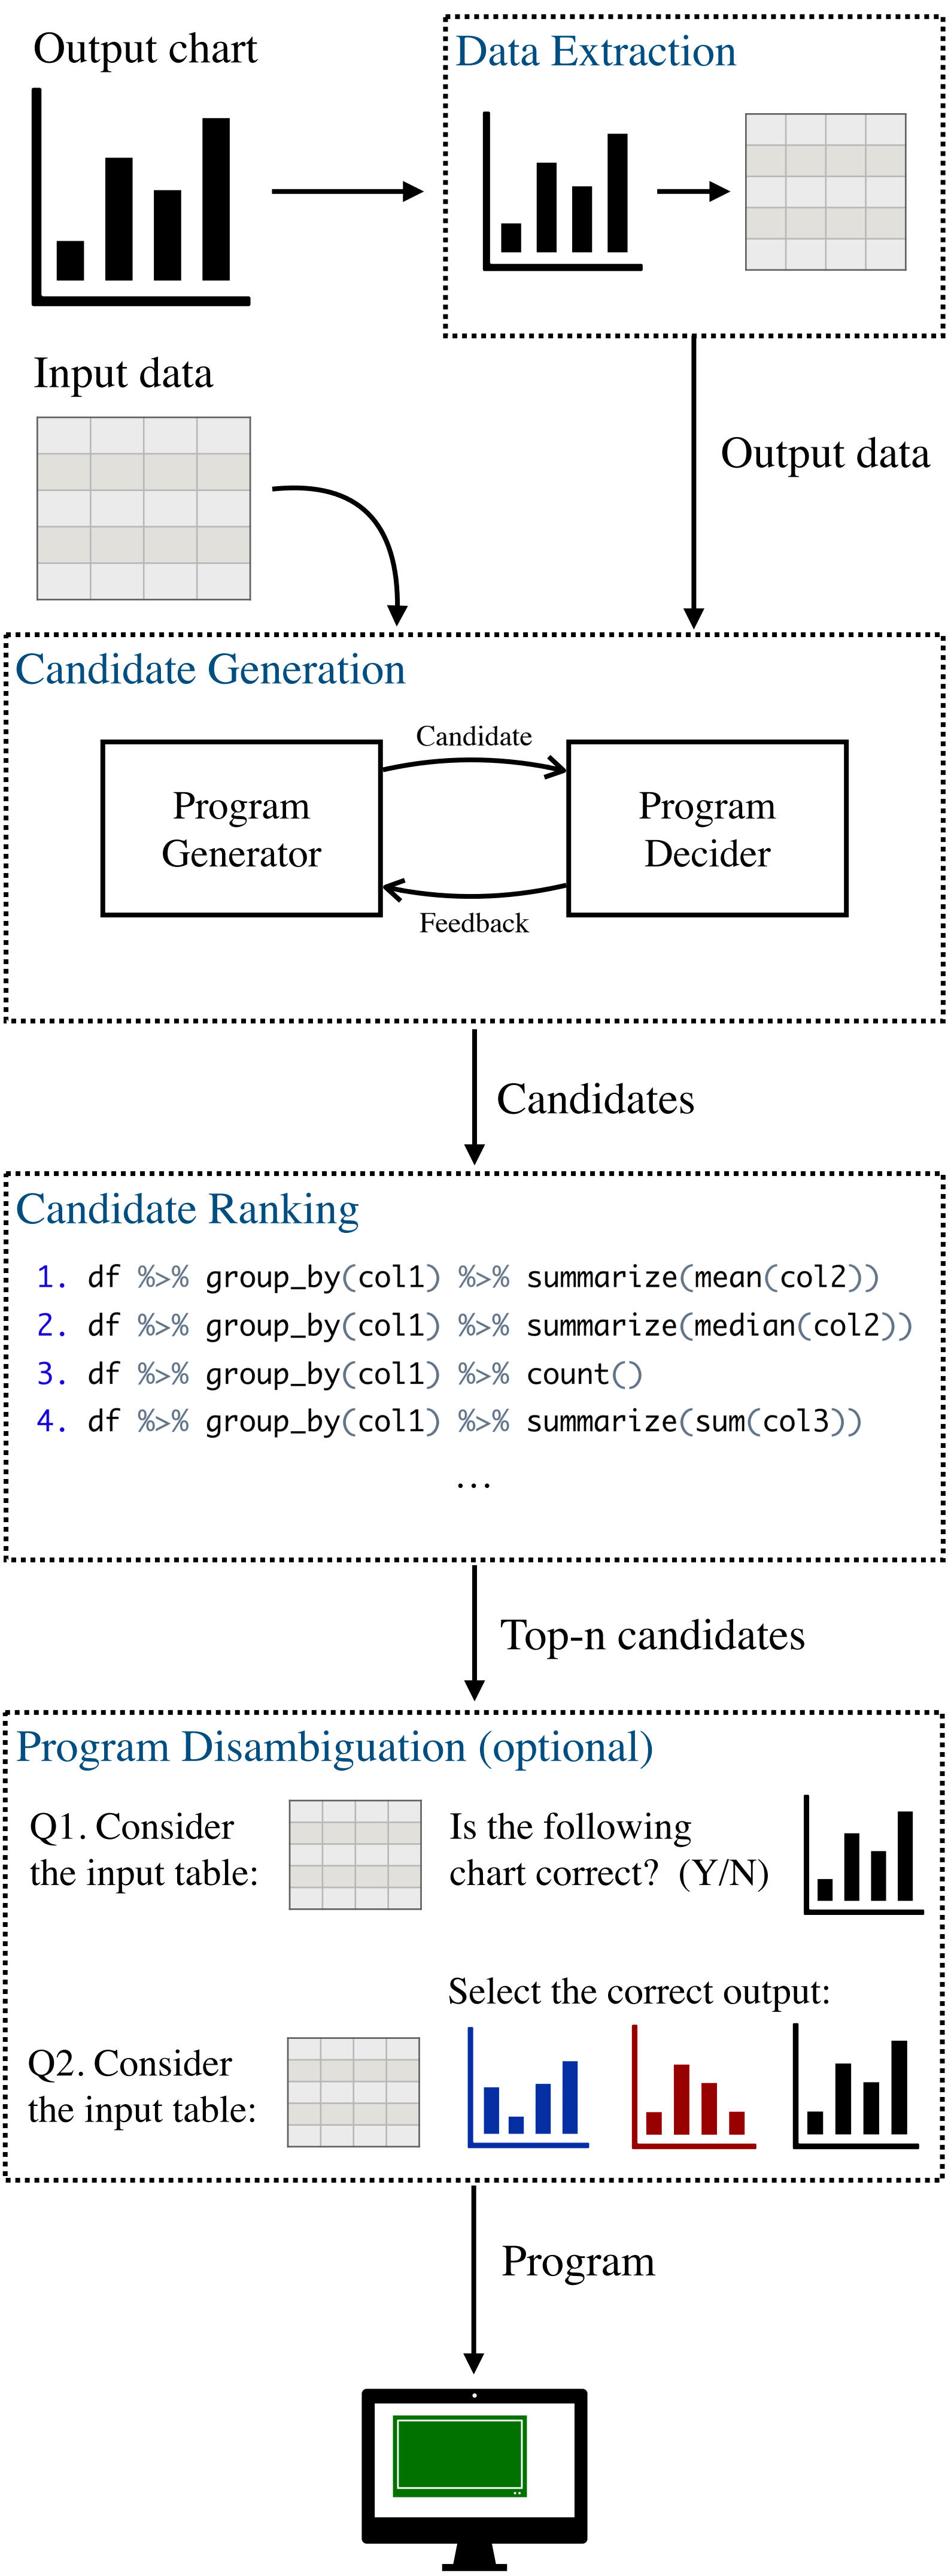 Output chart
Data Extraction
Input data
Output data
Candidate Generation
Candidate
Program
Generator
Program
Decider
Feedback
Candidates
Candidate Ranking
1. df %>% group_by(col1) %>% summarize(mean(col2))
2. df %>% group_by(col1) %>% summarize(median(col2))
3. df %>% group_by(col1) %>% count()
4. df %>% group_by(col1) %>% summarize(sum(col3))
...
Top-n candidates
Program Disambiguation (optional)
Q1. Consider
the input table:
Is the following
chart correct? (Y/N)
Select the correct output:
Q2. Consider
the input table:
Program